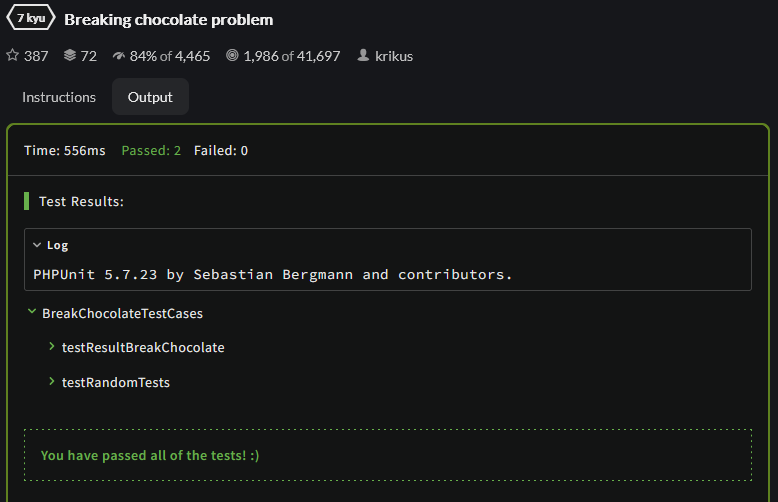 7 kyu Breaking chocolate problem
387 72 84% of 4,465 1,986 of 41,697 krikus
Instructions Output
Time: 556ms Passed: 2 Failed: 0
Test Results:
Log
PHPUnit 5.7.23 by Sebastian Bergmann and contributors.
BreakChocolateTestCases
testResultBreakChocolate
testRandomTests
You have passed all of the tests! :)